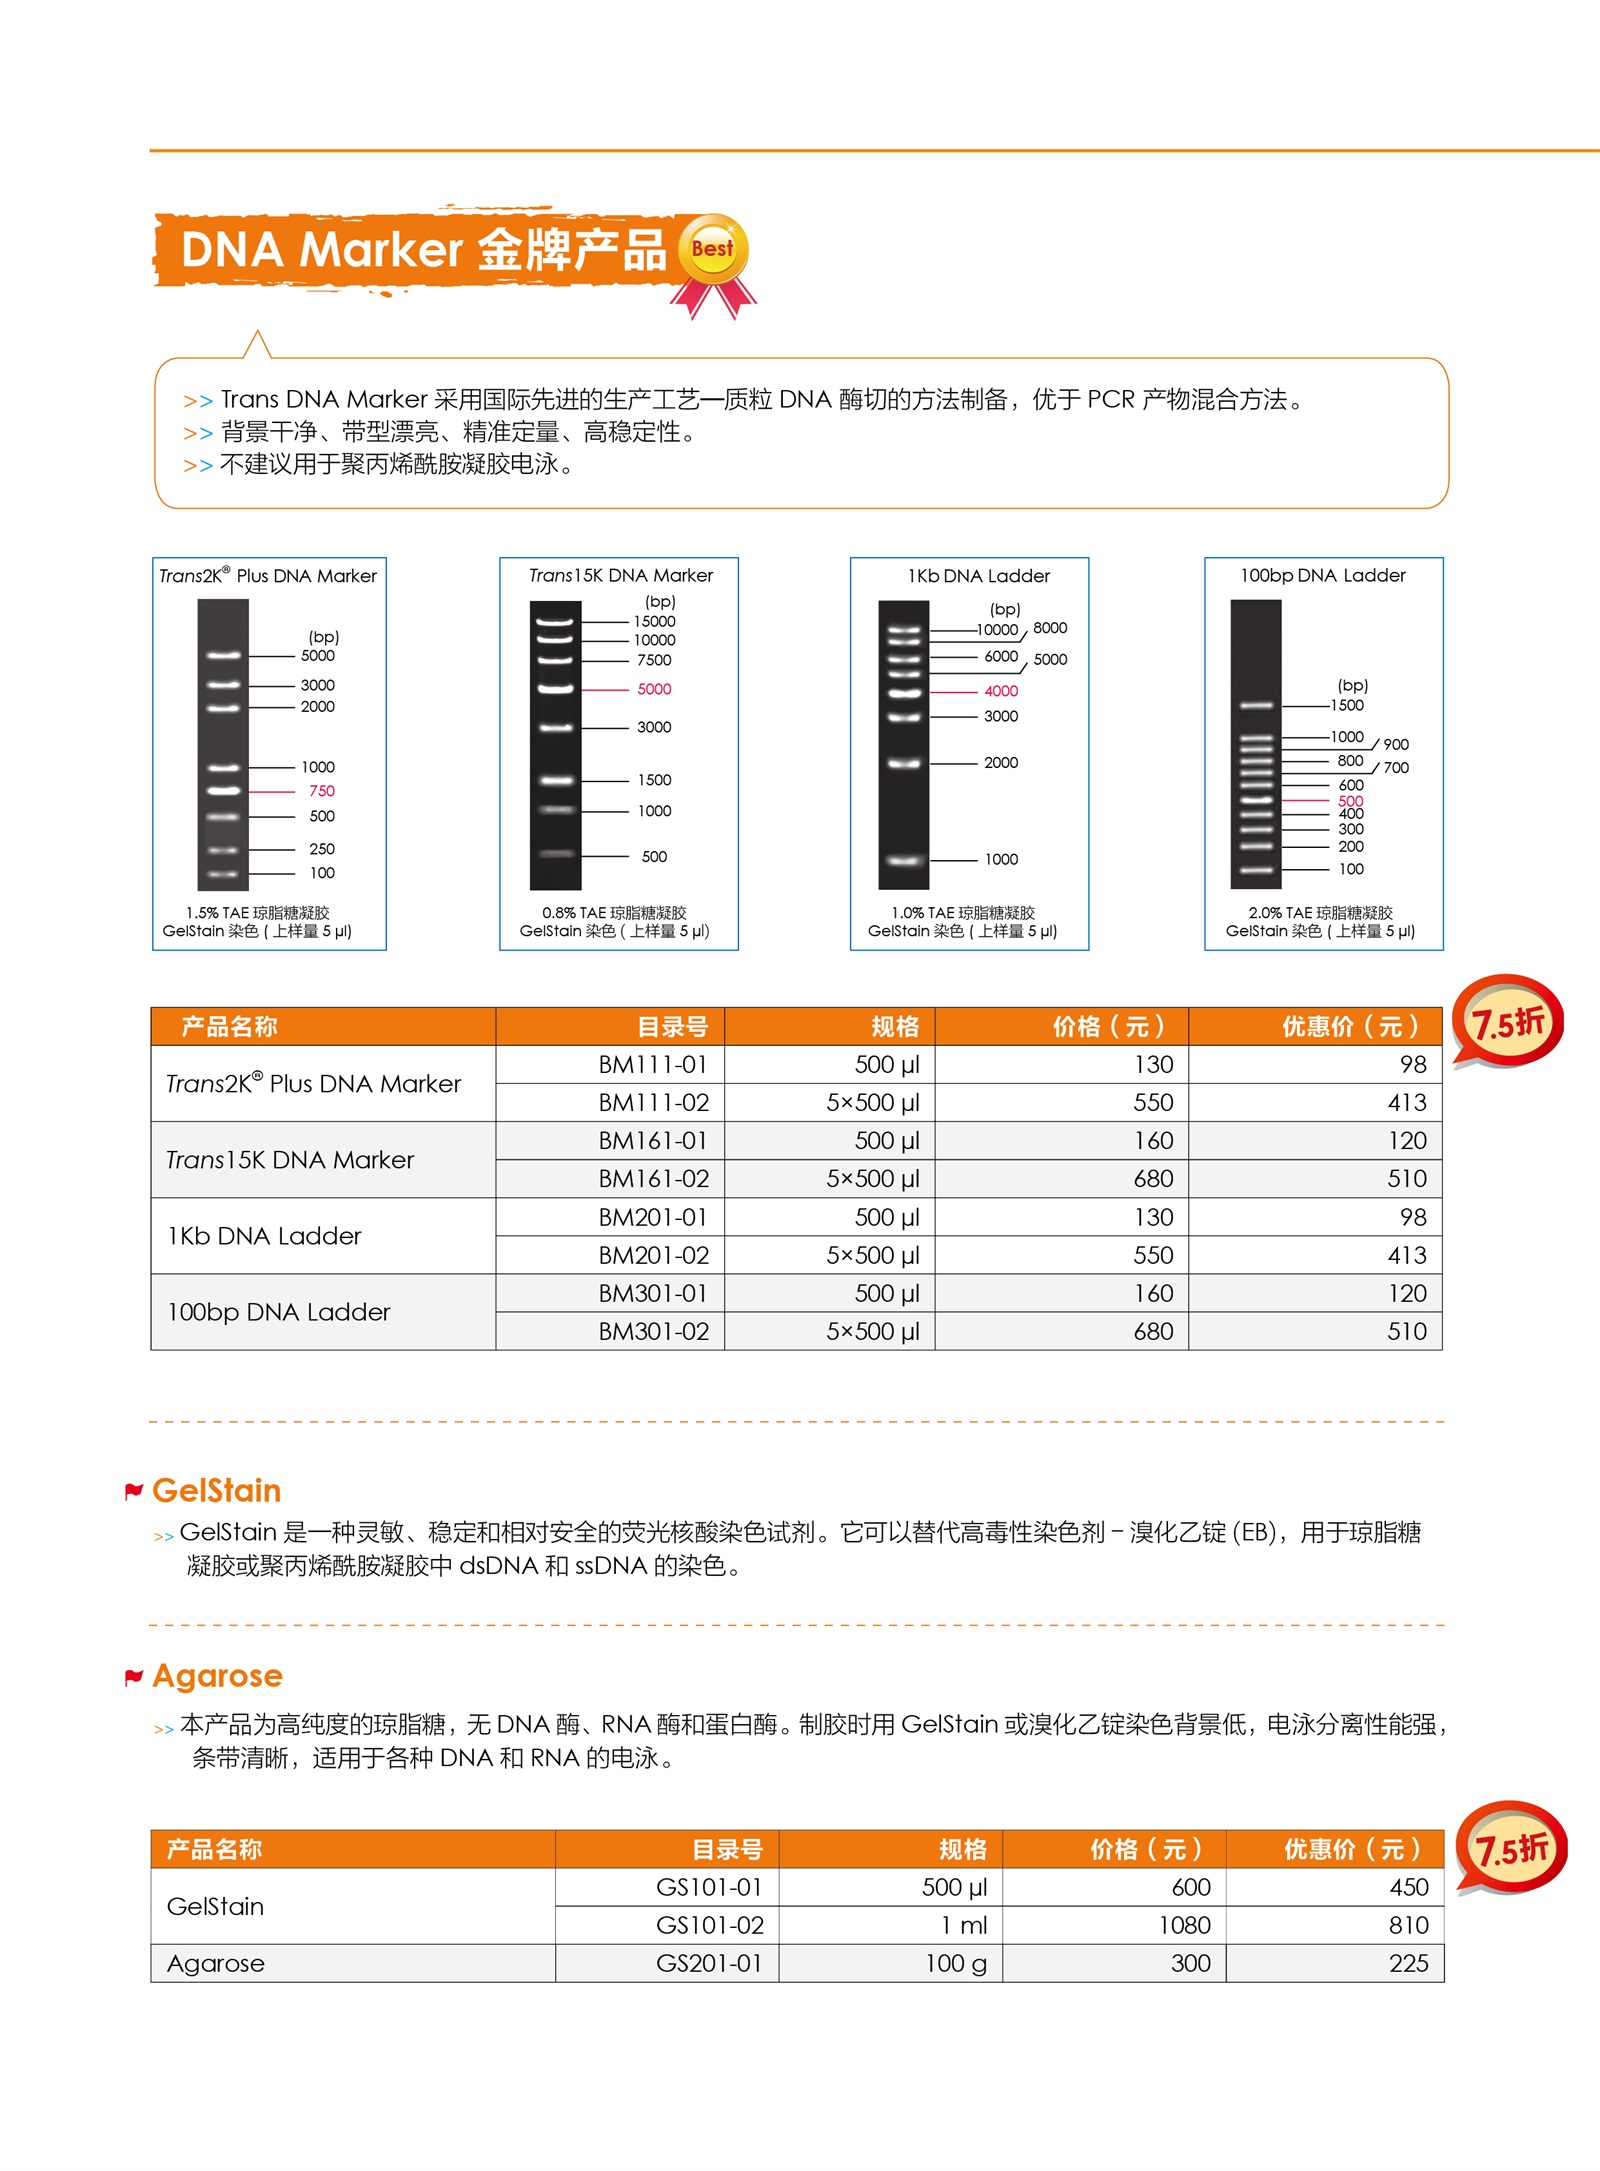 DNA Marker 金牌产品
Best
>> Trans DNA Marker 采用国际先进的生产工艺—质粒 DNA 酶切的方法制备，优于 PCR 产物混合方法。
>> 背景干净、带型漂亮、精准定量、高稳定性。
>> 不建议用于聚丙烯酰胺凝胶电泳。
Trans2K® Plus DNA Marker
(bp)
5000
3000
2000
1000
750
500
250
100
1.5% TAE 琼脂糖凝胶
GelStain 染色 ( 上样量 5 μl)
Trans15K DNA Marker
(bp)
15000
10000
7500
5000
3000
1500
1000
500
0.8% TAE 琼脂糖凝胶
GelStain 染色 ( 上样量 5 μl)
1Kb DNA Ladder
(bp)
10000 / 8000
6000 / 5000
4000
3000
2000
1000
1.0% TAE 琼脂糖凝胶
GelStain 染色 ( 上样量 5 μl)
100bp DNA Ladder
(bp)
1500
1000 / 900
800 / 700
600
500
400
300
200
100
2.0% TAE 琼脂糖凝胶
GelStain 染色 ( 上样量 5 μl)
7.5折
产品名称 目录号 规格 价格（元） 优惠价（元）
Trans2K® Plus DNA Marker BM111-01 500 μl 130 98
BM111-02 5×500 μl 550 413
Trans15K DNA Marker BM161-01 500 μl 160 120
BM161-02 5×500 μl 680 510
1Kb DNA Ladder BM201-01 500 μl 130 98
BM201-02 5×500 μl 550 413
100bp DNA Ladder BM301-01 500 μl 160 120
BM301-02 5×500 μl 680 510
GelStain
>> GelStain 是一种灵敏、稳定和相对安全的荧光核酸染色试剂。它可以替代高毒性染色剂 – 溴化乙锭 (EB)，用于琼脂糖
凝胶或聚丙烯酰胺凝胶中 dsDNA 和 ssDNA 的染色。
Agarose
>> 本产品为高纯度的琼脂糖，无 DNA 酶、RNA 酶和蛋白酶。制胶时用 GelStain 或溴化乙锭染色背景低，电泳分离性能强，
条带清晰，适用于各种 DNA 和 RNA 的电泳。
7.5折
产品名称 目录号 规格 价格（元） 优惠价（元）
GelStain GS101-01 500 μl 600 450
GS101-02 1 ml 1080 810
Agarose GS201-01 100 g 300 225